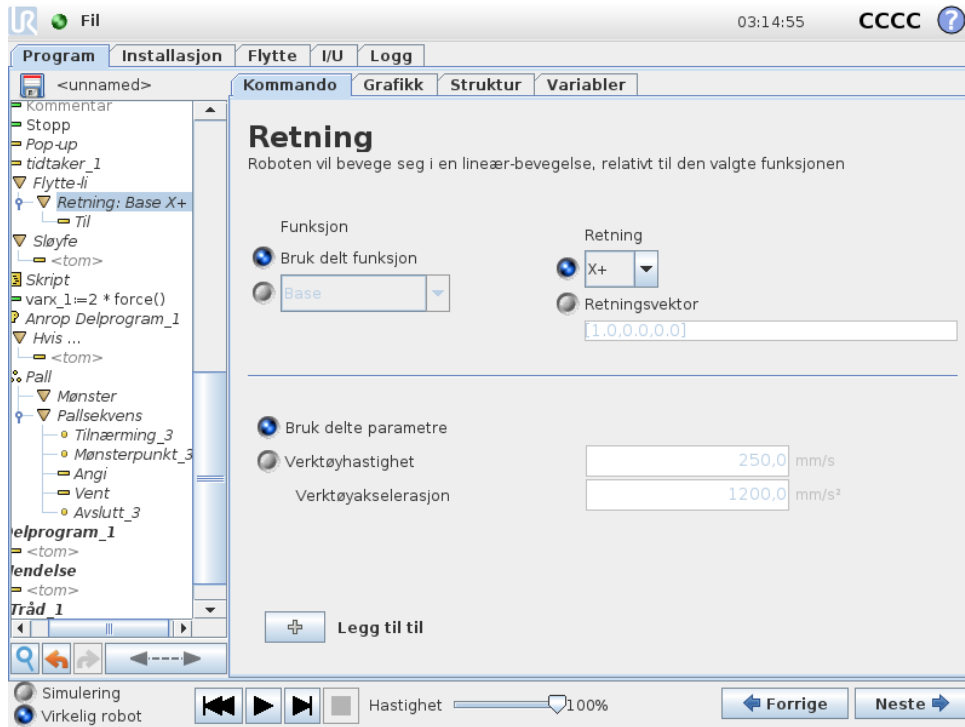 UR
Fil
03:14:55
CCCC
?
Program
Installasjon
Flytte
I/U
Logg
<unnamed>
Kommando
Grafikk
Struktur
Variabler
Kommentar
Stopp
Pop-up
tidtaker_1
Flytte-li
Retning: Base X+
Til
Sløyfe
<tom>
Skript
varx_1:=2 * force()
Anrop Delprogram_1
Hvis ...
<tom>
Pall
Mønster
Pallsekvens
Tilnærming_3
Mønsterpunkt_3
Angi
Vent
Avslutt_3
elprogram_1
<tom>
endelse
<tom>
Tråd_1
Retning
Roboten vil bevege seg i en lineær-bevegelse, relativt til den valgte funksjonen
Funksjon
Bruk delt funksjon
Base
Retning
X+
Retningsvektor
[1.0,0.0,0.0]
Bruk delte parametre
Verktøyhastighet
250,0 mm/s
Verktøyakselerasjon
1200,0 mm/s²
Legg til til
Simulering
Virkelig robot
Hastighet
100%
Forrige
Neste